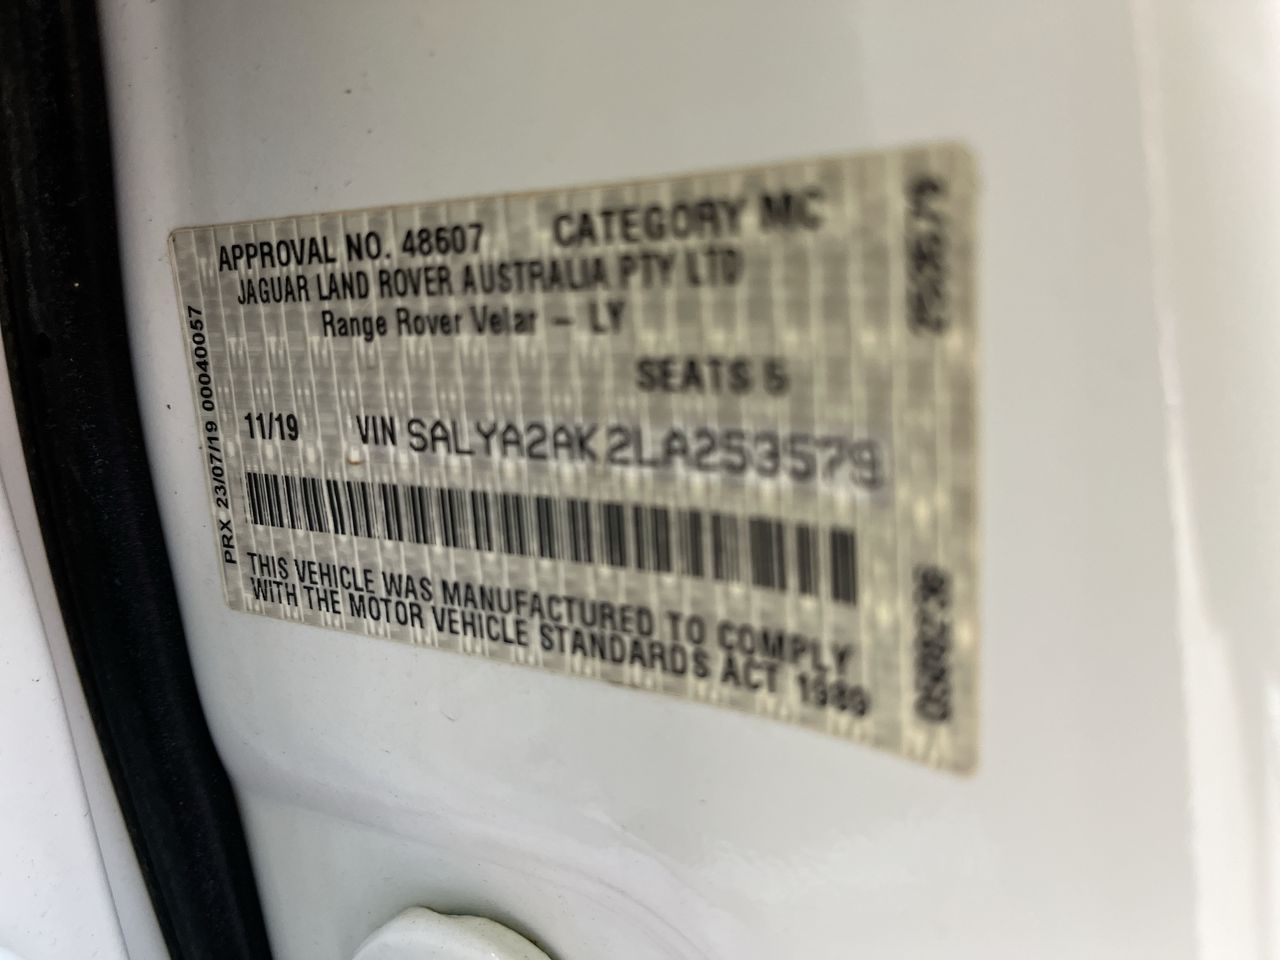 APPROVAL NO. 48607 CATEGORY MC
JAGUAR LAND ROVER AUSTRALIA PTY LTD
Range Rover Velar - LY
SEATS 5
11/19 VIN SALYA2AK2LA253579
THIS VEHICLE WAS MANUFACTURED TO COMPLY
WITH THE MOTOR VEHICLE STANDARDS ACT 1989
PRX 23/07/19 00040057